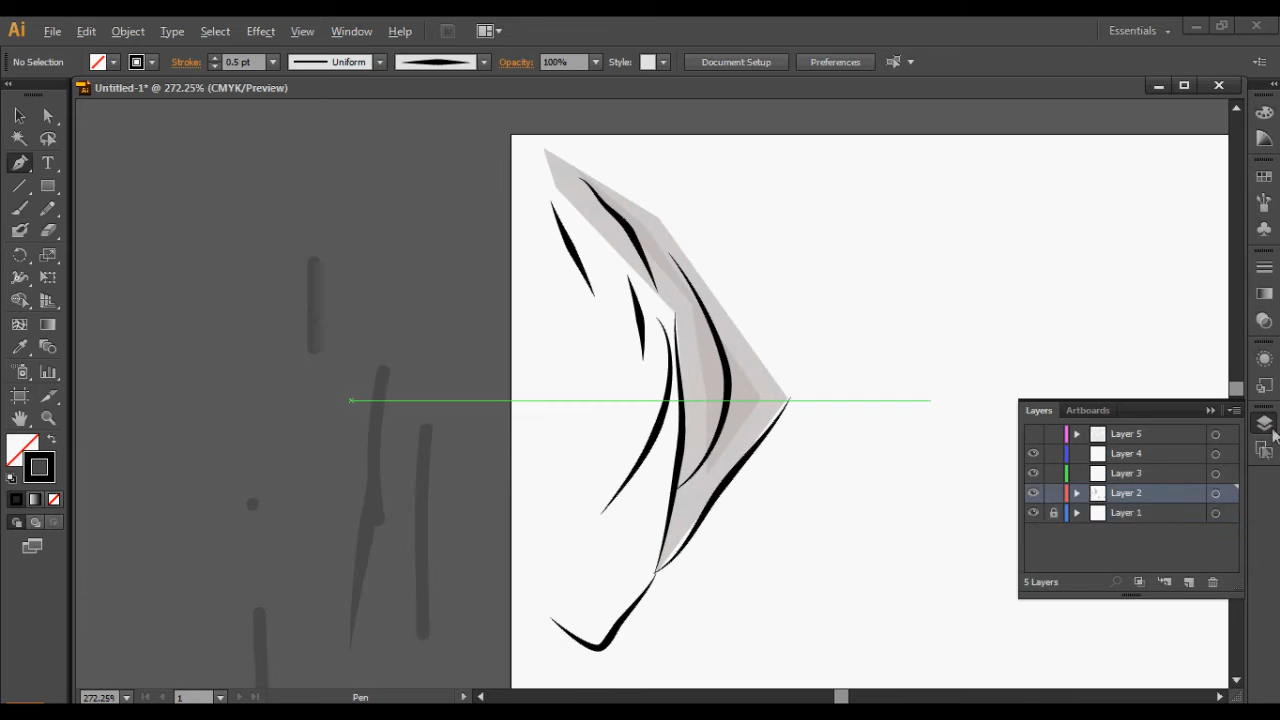 Ai File Edit Object Type Select Effect View Window Help Essentials
No Selection Stroke: 0.5 pt Uniform Opacity: 100% Style: Document Setup Preferences
Untitled-1* @ 272.25% (CMYK/Preview)
Layers Artboards
Layer 5
Layer 4
Layer 3
Layer 2
Layer 1
5 Layers
272.25% 1 Pen